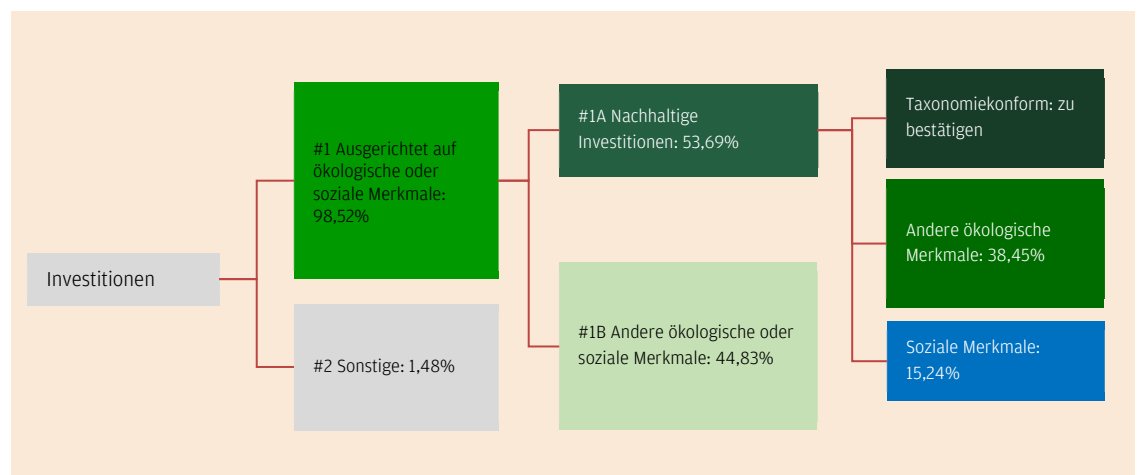 Investitionen
#1 Ausgerichtet auf
ökologische oder
soziale Merkmale:
98,52%
#2 Sonstige: 1,48%
#1A Nachhaltige
Investitionen: 53,69%
#1B Andere ökologische oder
soziale Merkmale: 44,83%
Taxonomiekonform: zu
bestätigen
Andere ökologische
Merkmale: 38,45%
Soziale Merkmale:
15,24%